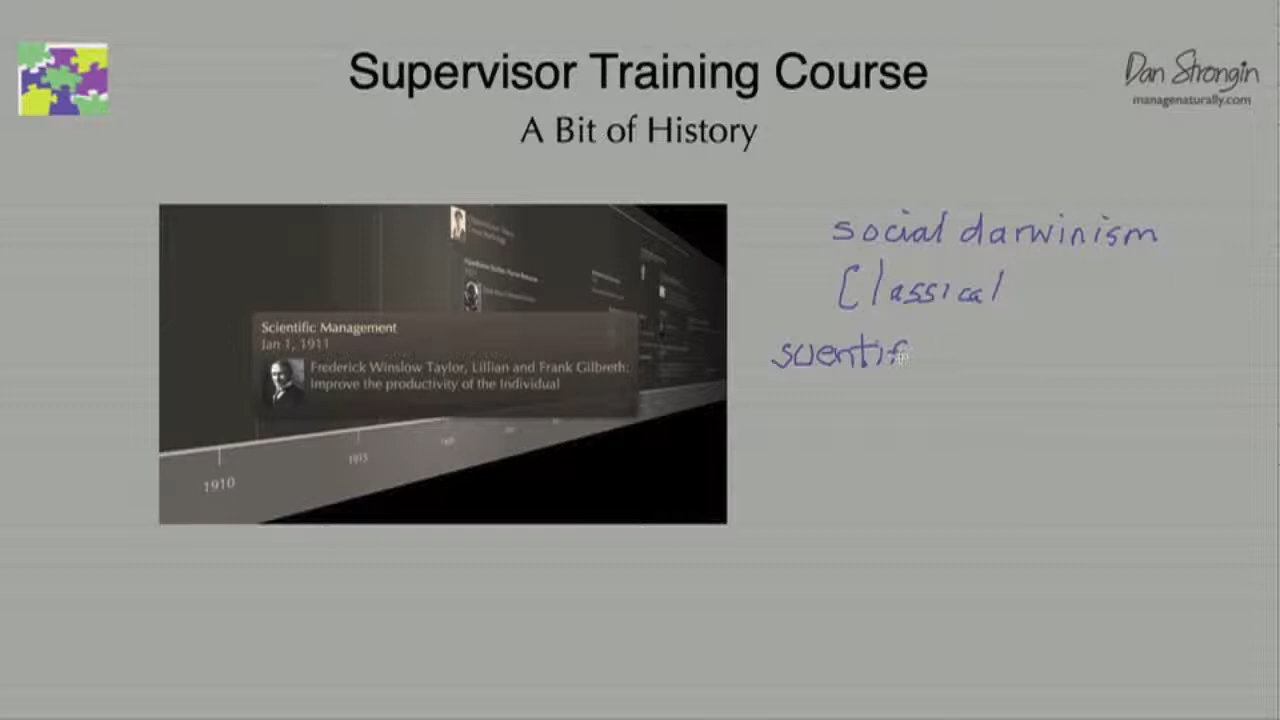 Supervisor Training Course
Dan Strongin
managenaturally.com
A Bit of History
social darwinism
Classical
scientif
Scientific Management
Jan 1, 1911
Frederick Winslow Taylor, Lillian and Frank Gilbreth:
Improve the productivity of the Individual
1910
1915